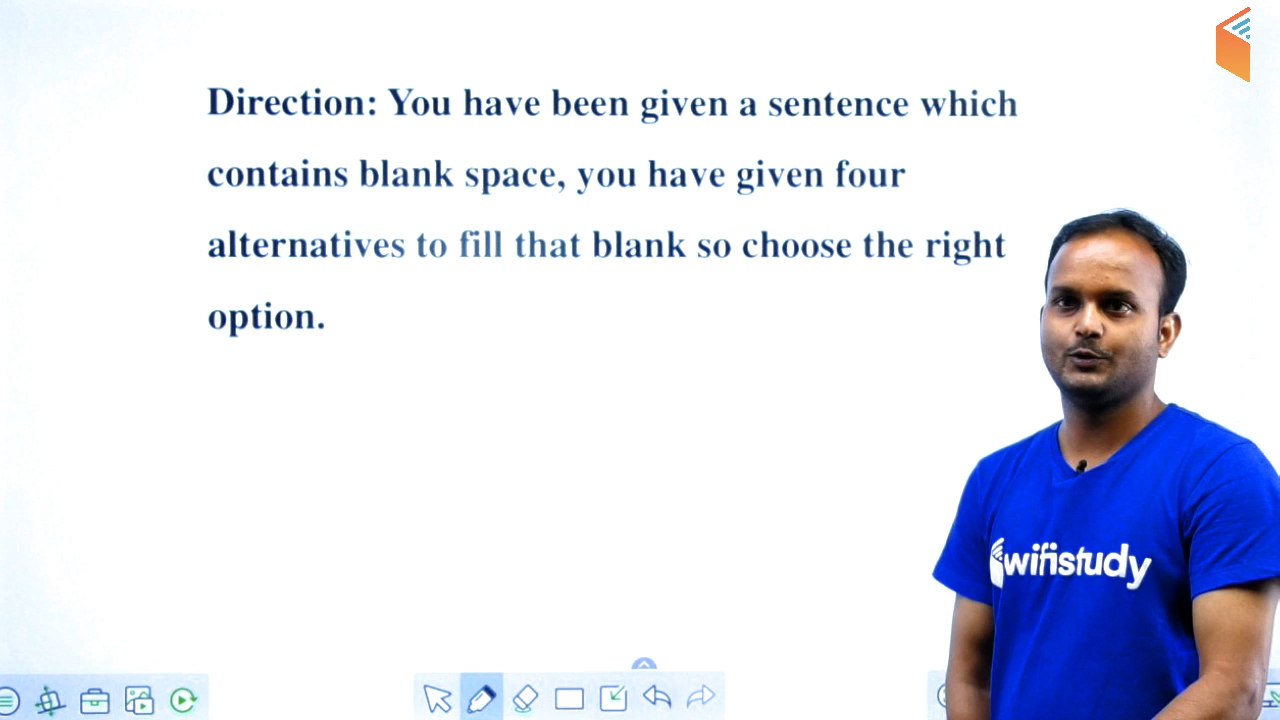 Direction: You have been given a sentence which
contains blank space, you have given four
alternatives to fill that blank so choose the right
option.
wifistudy